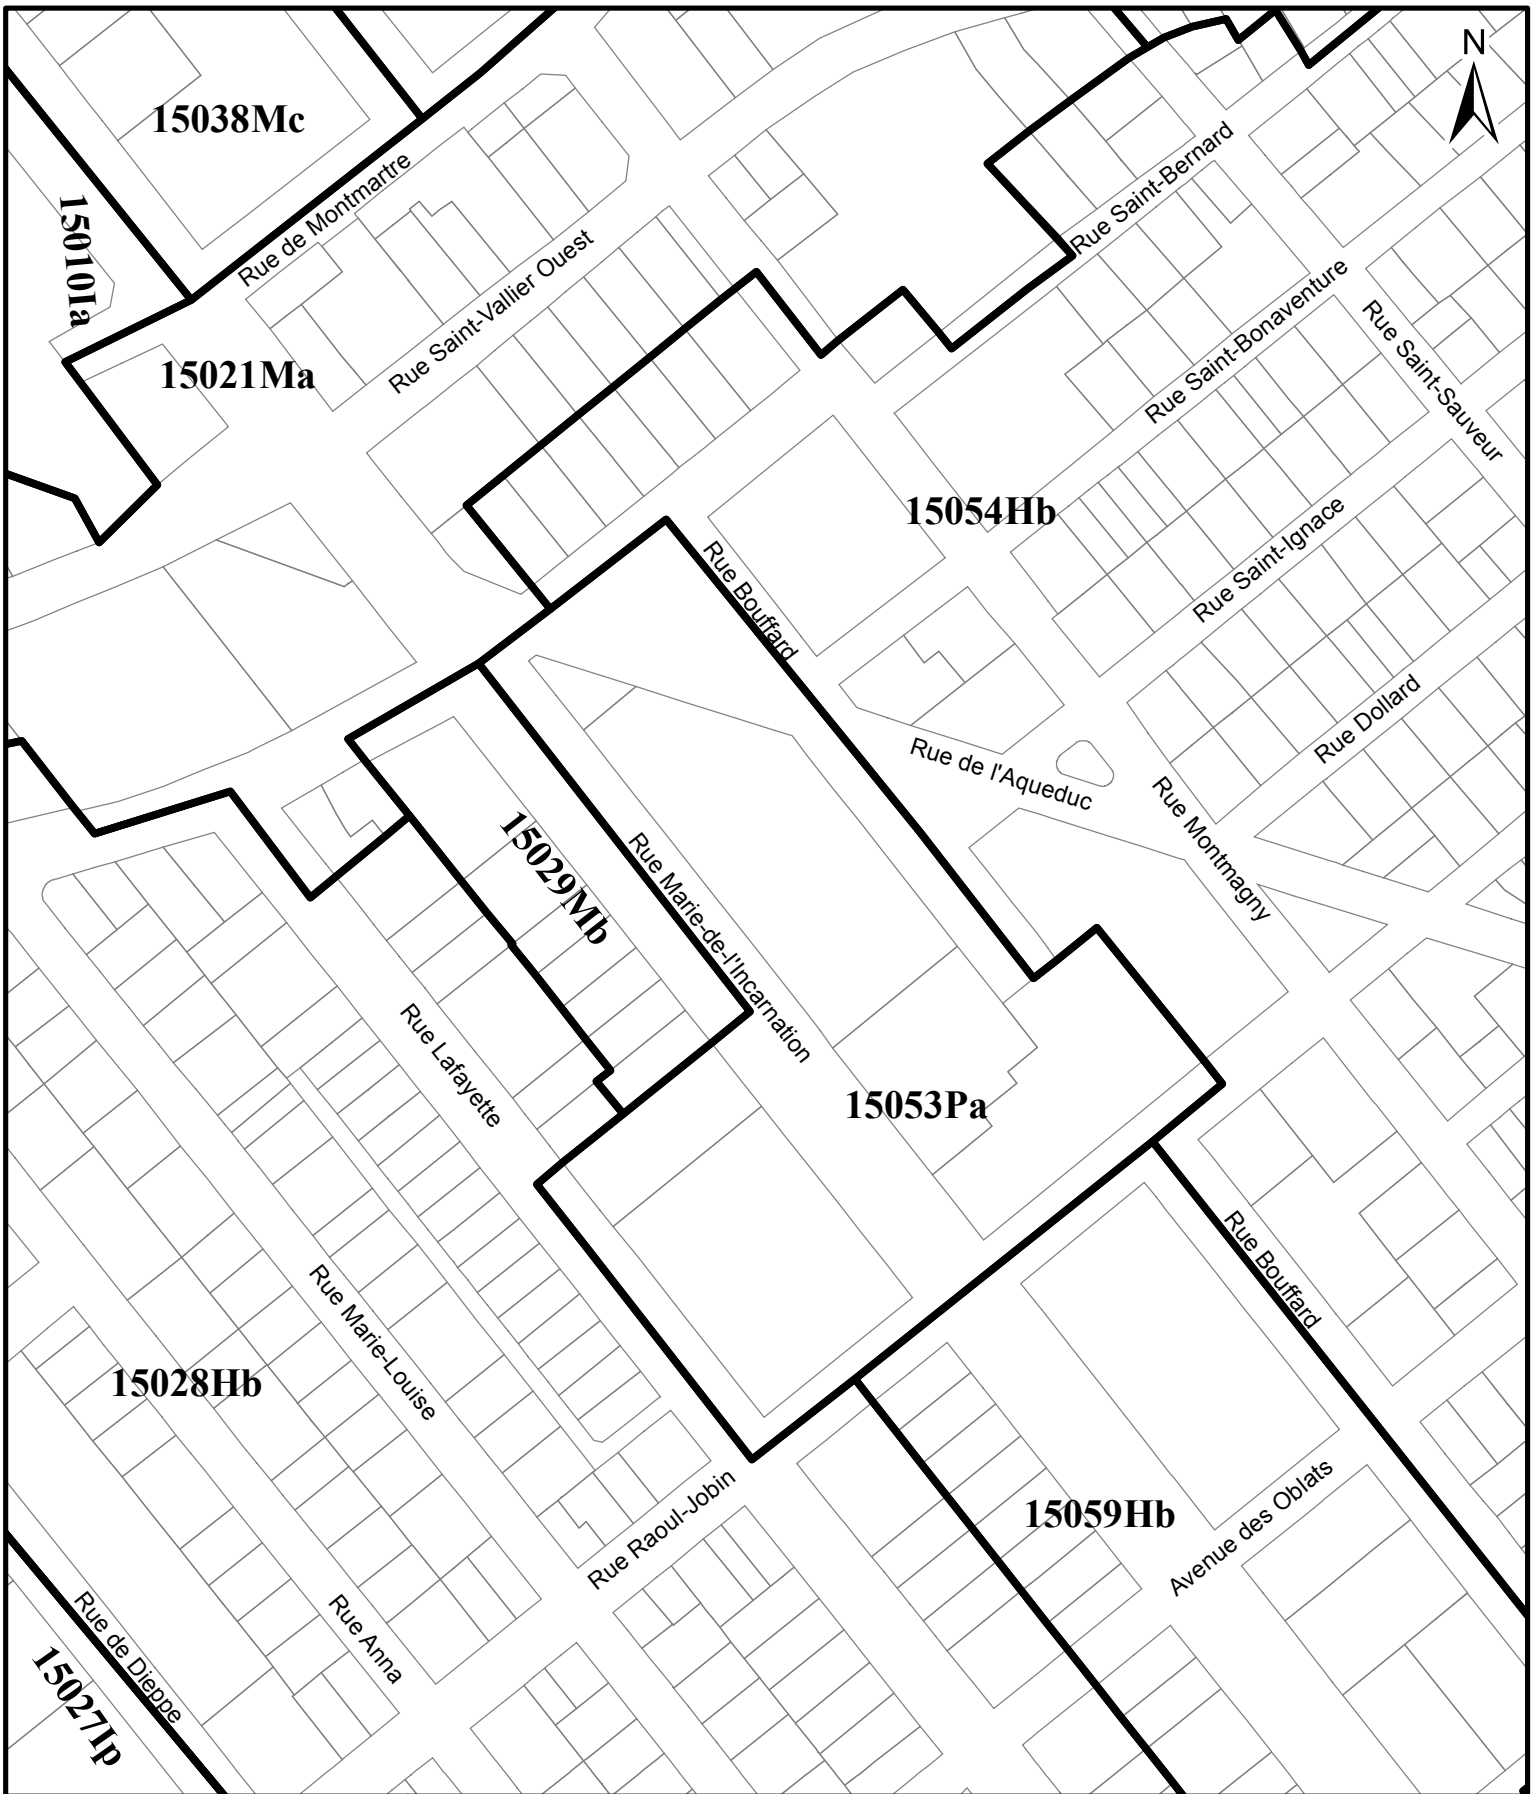 N
15038Mc
Rue de Montmartre
15010Ia
Rue Saint-Bernard
Rue Saint-Vallier Ouest
15021Ma
Rue Saint-Bonaventure
Rue Saint-Sauveur
15054Hb
Rue Bouffard
Rue Saint-Ignace
Rue Dollard
Rue de l'Aqueduc
Rue Montmagny
15029Mb
Rue Marie-de-l'Incarnation
Rue Lafayette
15053Pa
Rue Bouffard
Rue Marie-Louise
15028Hb
Rue Raoul-Jobin
15059Hb
Avenue des Oblats
Rue Anna
Rue de Dieppe
15027Ip